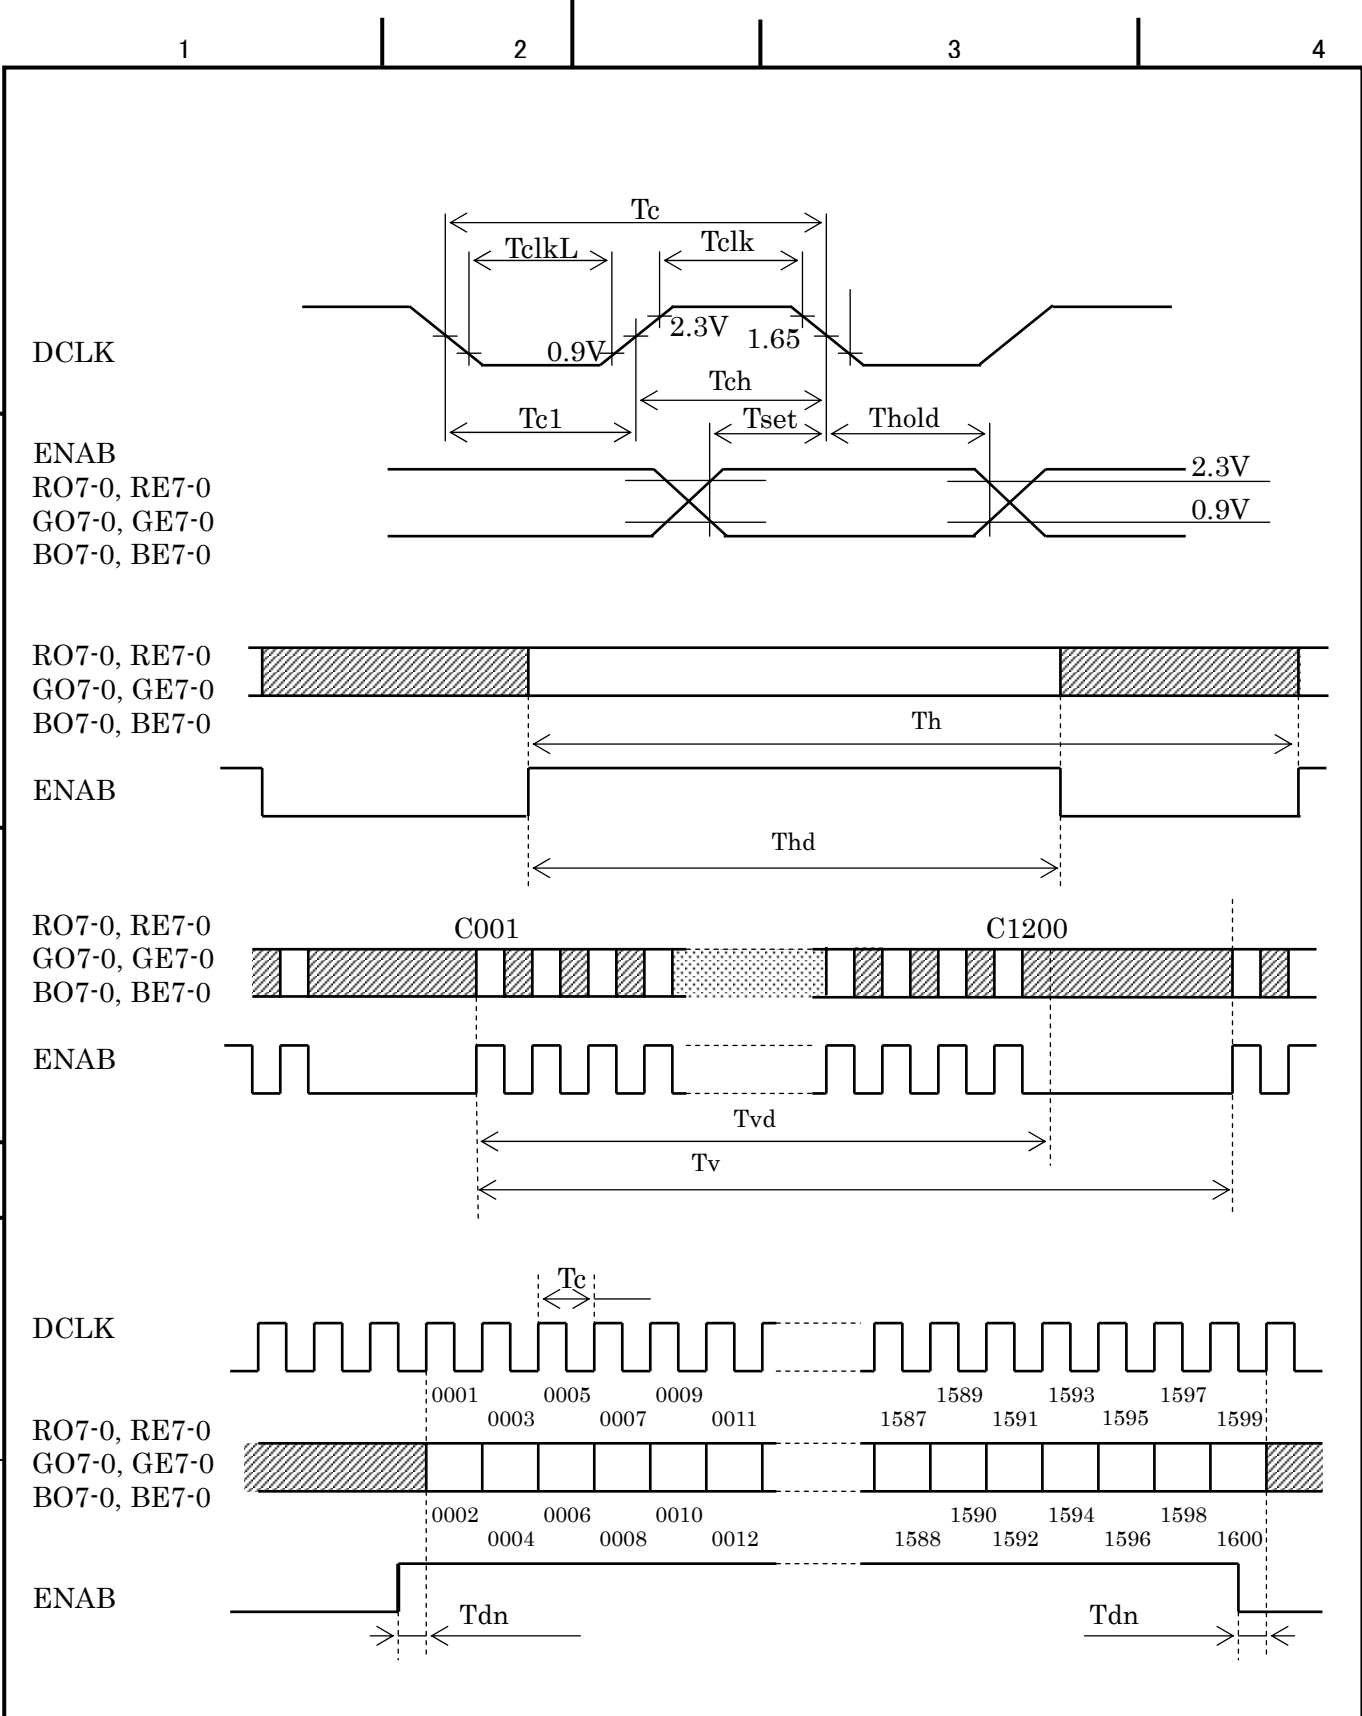 1 2 3 4
Tc
TclkL Tclk
DCLK 0.9V 2.3V 1.65
Tch
Tc1 Tset Thold
ENAB
RO7-0, RE7-0 2.3V
GO7-0, GE7-0 0.9V
BO7-0, BE7-0
RO7-0, RE7-0
GO7-0, GE7-0
BO7-0, BE7-0 Th
ENAB
Thd
RO7-0, RE7-0 C001 C1200
GO7-0, GE7-0
BO7-0, BE7-0
ENAB
Tvd
Tv
Tc
DCLK
0001 0005 0009 1589 1593 1597
0003 0007 0011 1587 1591 1595 1599
RO7-0, RE7-0
GO7-0, GE7-0
BO7-0, BE7-0
0002 0006 0010 1590 1594 1598
0004 0008 0012 1588 1592 1596 1600
ENAB
Tdn Tdn